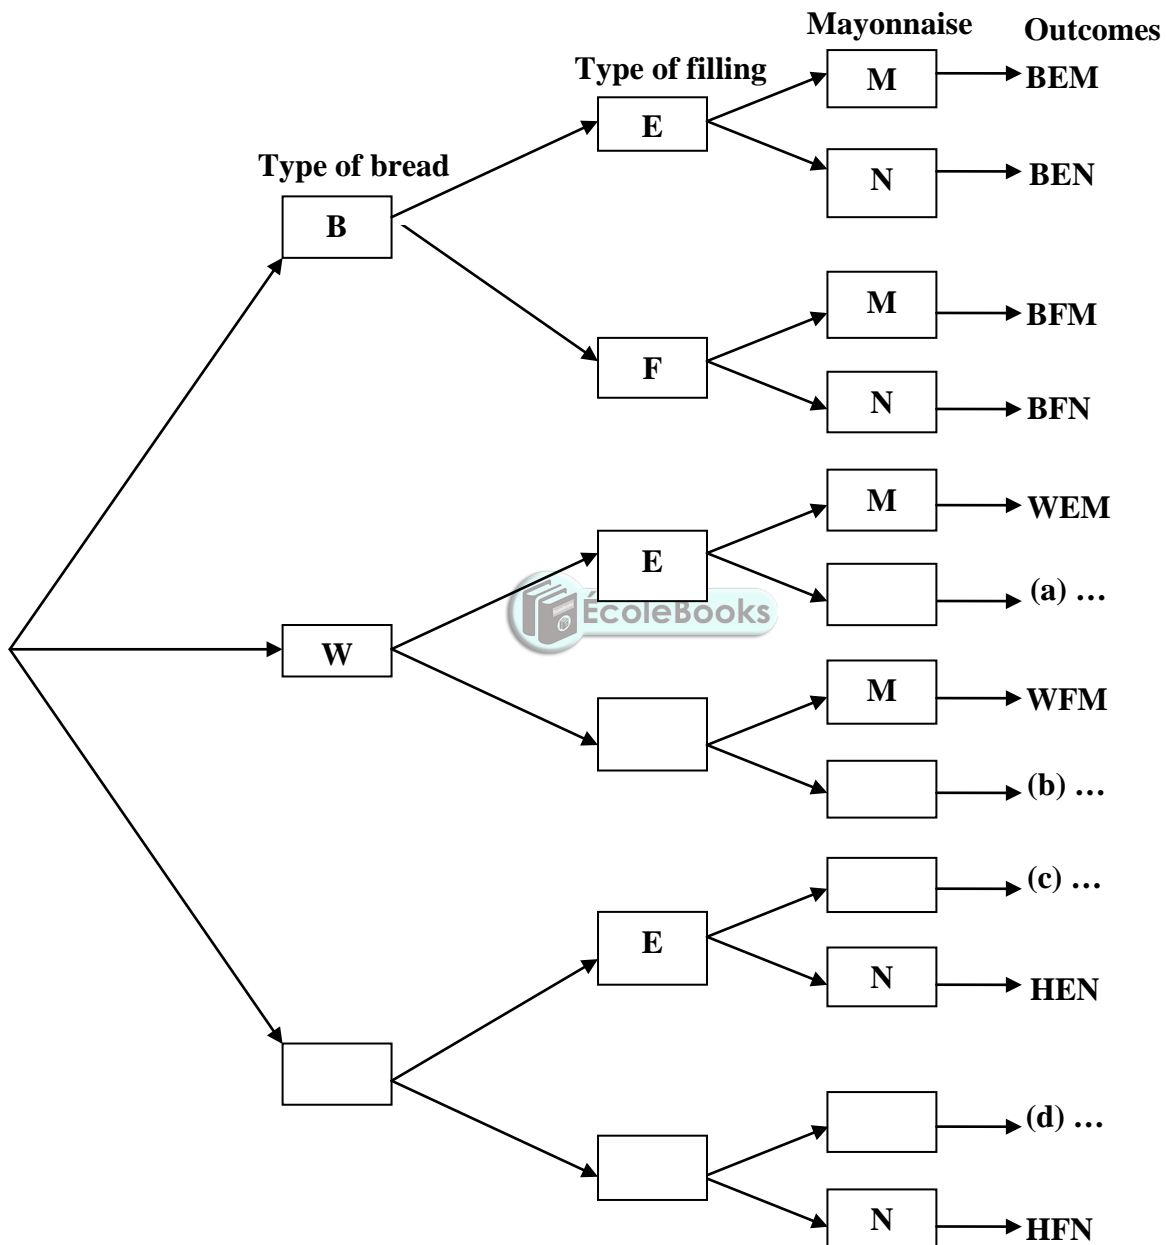 Mayonnaise
Outcomes
Type of filling
M
BEM
E
Type of bread
N
BEN
B
M
BFM
F
N
BFN
M
WEM
E
(a) …
ÉcoleBooks
W
M
WFM
(b) …
(c) …
E
N
HEN
(d) …
N
HFN